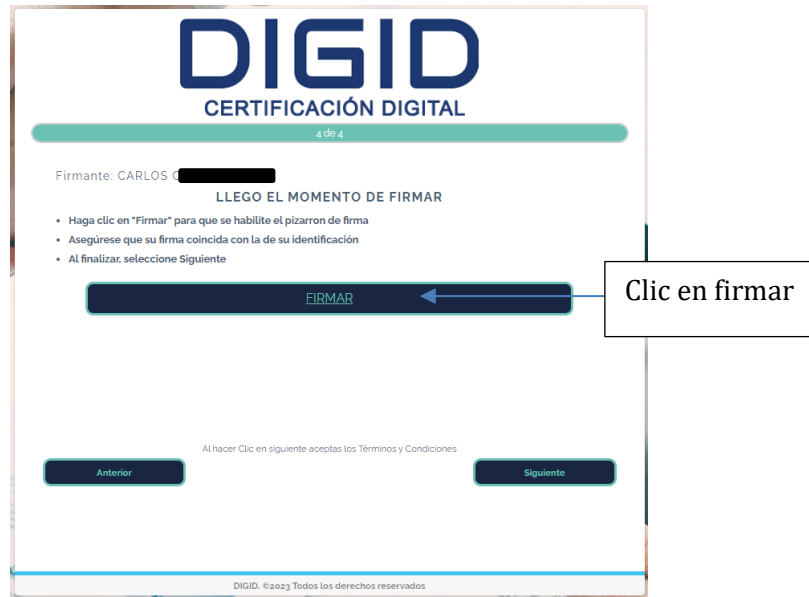 DIGID
CERTIFICACIÓN DIGITAL
4 de 4
Firmante: CARLOS
LLEGO EL MOMENTO DE FIRMAR
• Haga clic en "Firmar" para que se habilite el pizarron de firma
• Asegúrese que su firma coincida con la de su identificación
• Al finalizar, seleccione Siguiente
FIRMAR
Clic en firmar
Al hacer Clic en siguiente aceptas los Términos y Condiciones
Anterior
Siguiente
DIGID, ©2023 Todos los derechos reservados